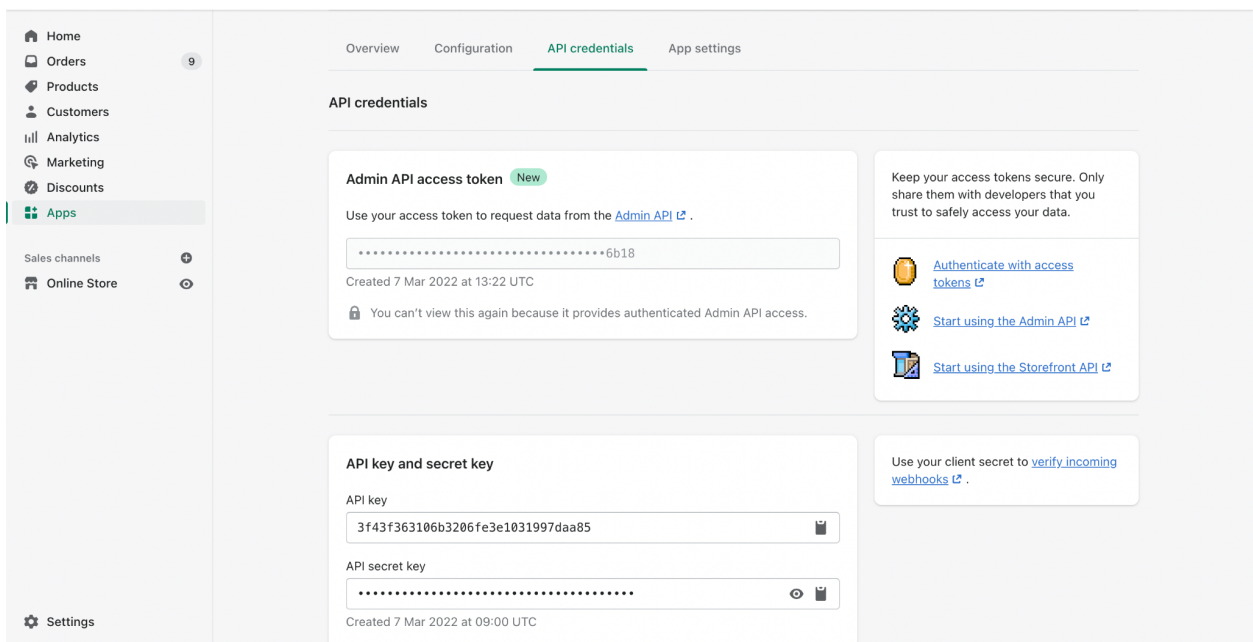 Home
Orders 9
Products
Customers
Analytics
Marketing
Discounts
Apps
Sales channels
Online Store
Settings
Overview Configuration API credentials App settings
API credentials
Admin API access token New
Use your access token to request data from the Admin API .
••••••••••••••••••••••••••••••••••6b18
Created 7 Mar 2022 at 13:22 UTC
You can't view this again because it provides authenticated Admin API access.
Keep your access tokens secure. Only
share them with developers that you
trust to safely access your data.
Authenticate with access
tokens
Start using the Admin API
Start using the Storefront API
API key and secret key
API key
3f43f363106b3206fe3e1031997daa85
API secret key
••••••••••••••••••••••••••••••••••••••
Created 7 Mar 2022 at 09:00 UTC
Use your client secret to verify incoming
webhooks .